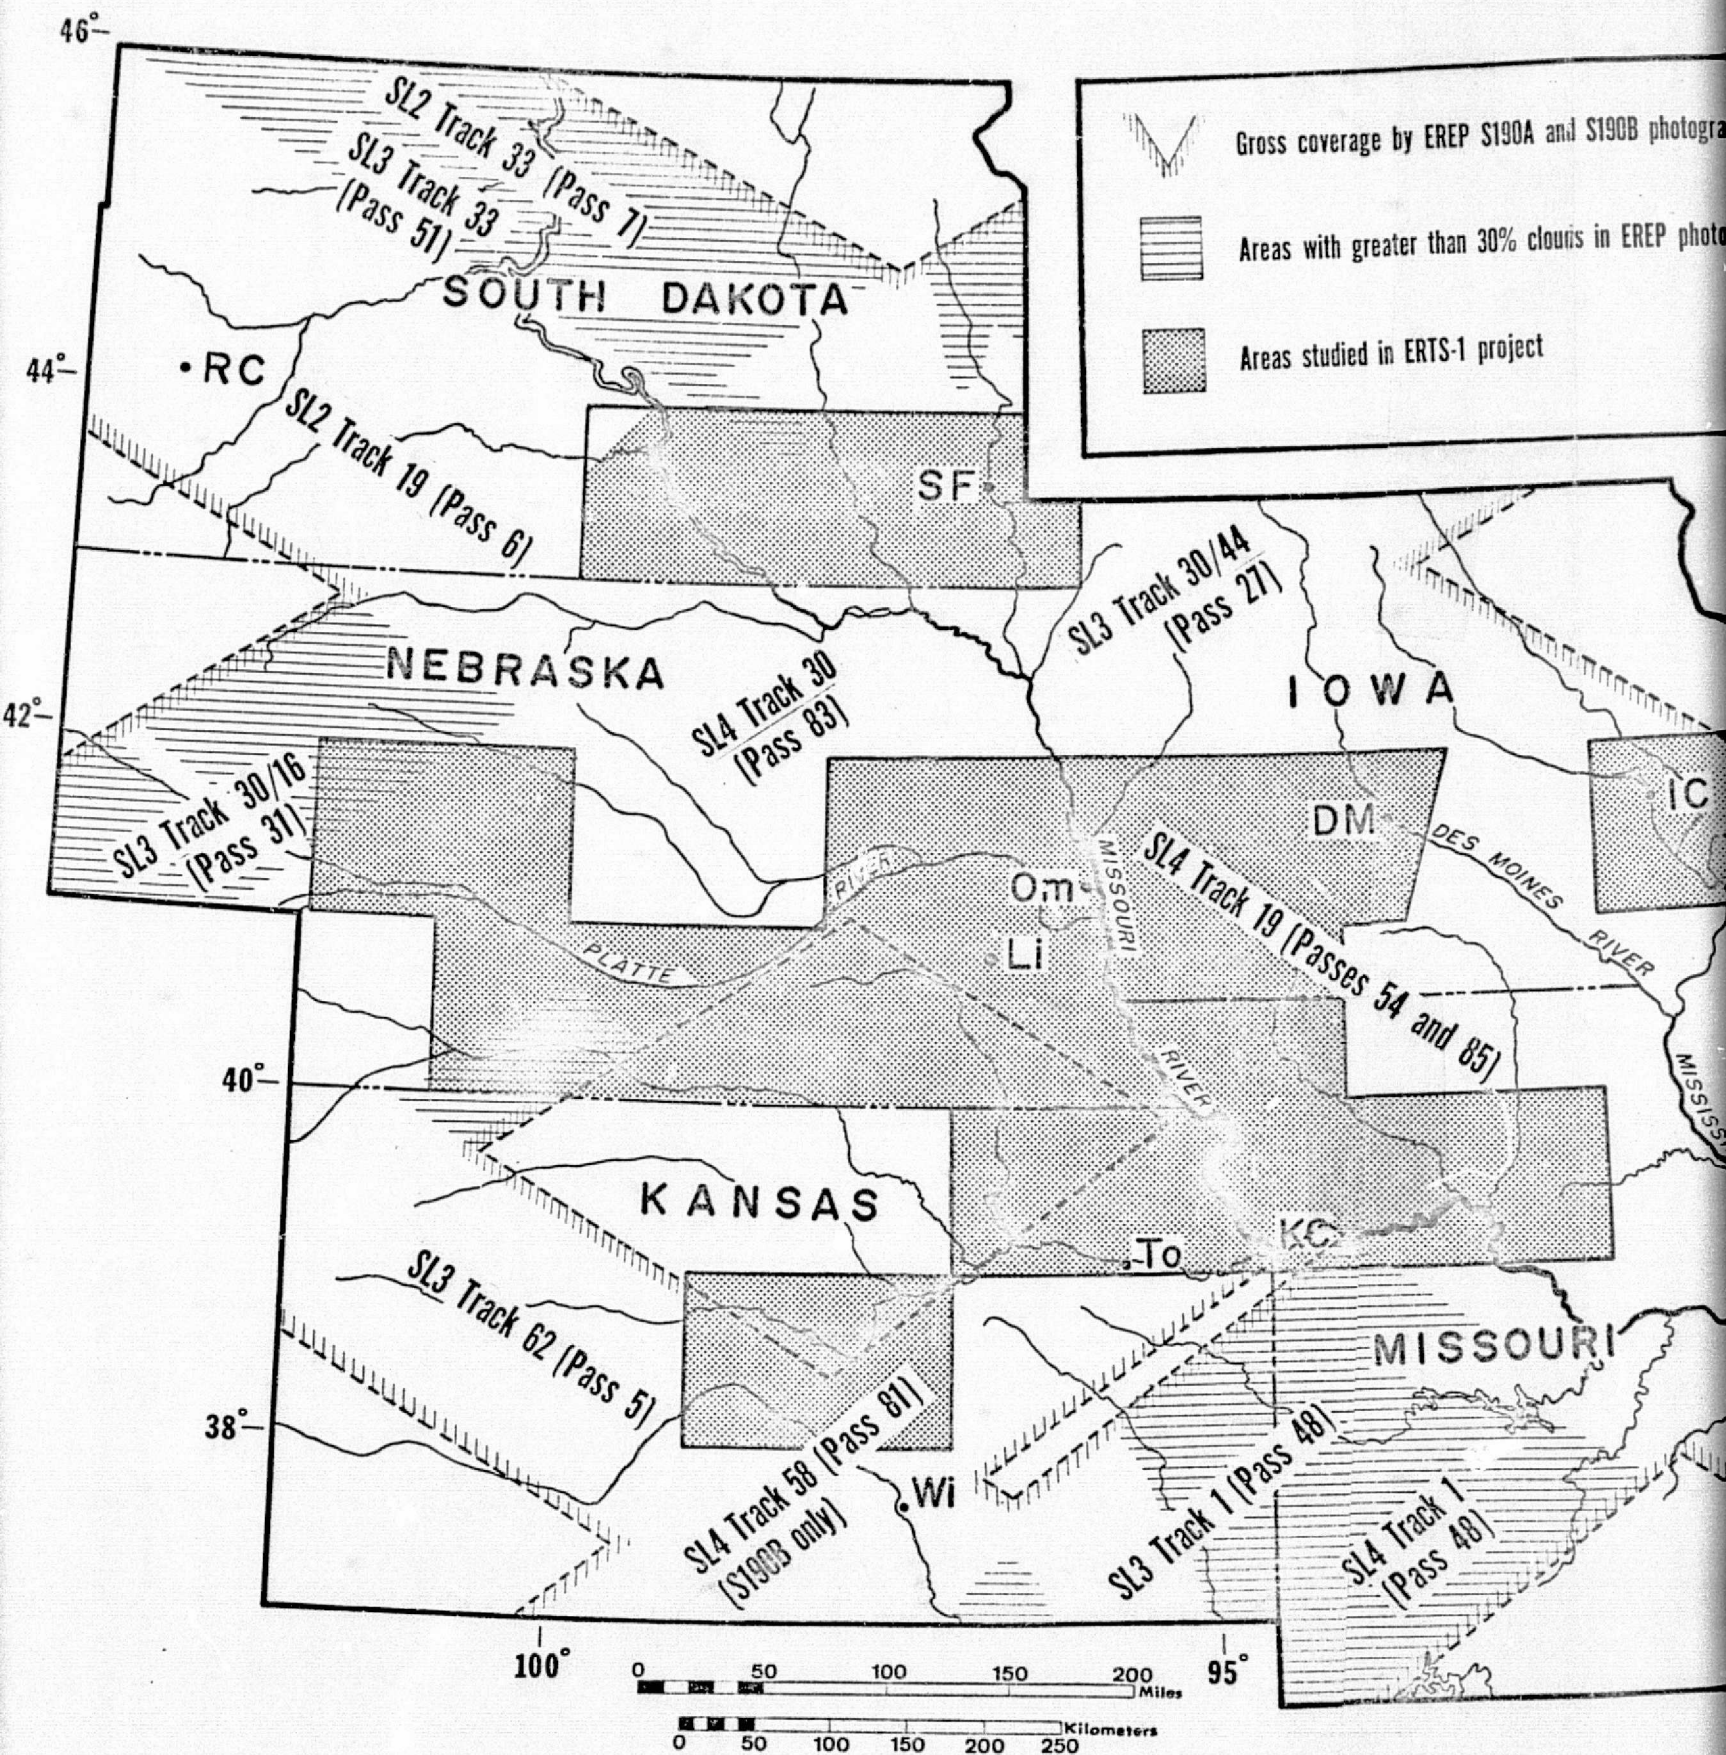 46°
SL2 Track 33 (Pass 7)
SL3 Track 33
(Pass 51)
Gross coverage by EREP S190A and S190B photogra
Areas with greater than 30% clouds in EREP photo
Areas studied in ERTS-1 project
SOUTH DAKOTA
44°
RC
SL2 Track 19 (Pass 6)
SF
SL3 Track 30/44
(Pass 27)
NEBRASKA
SL4 Track 30
(Pass 83)
IOWA
42°
SL3 Track 30/16
(Pass 31)
IC
DM
DES MOINES
RIVER
SL4 Track 19 (Passes 54 and 85)
MISSOURI
RIVER
Om
RIVER
Li
PLATTE
MISSISS
40°
KANSAS
To
KC
SL3 Track 62 (Pass 5)
MISSOURI
38°
SL4 Track 58 (Pass 81)
(S190B only)
Wi
SL3 Track 1 (Pass 48)
SL4 Track 1
(Pass 48)
100°
95°
0 50 100 150 200
Miles
Kilometers
0 50 100 150 200 250